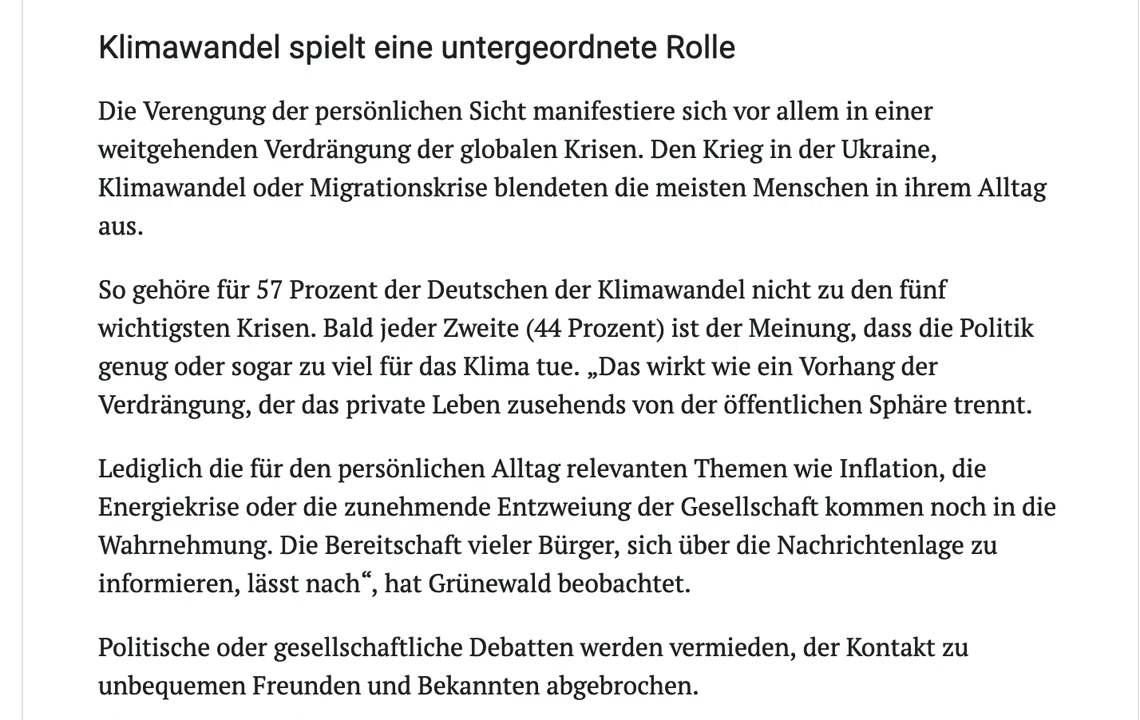 Klimawandel spielt eine untergeordnete Rolle
Die Verengung der persönlichen Sicht manifestiere sich vor allem in einer
weitgehenden Verdrängung der globalen Krisen. Den Krieg in der Ukraine,
Klimawandel oder Migrationskrise blendeten die meisten Menschen in ihrem Alltag
aus.
So gehöre für 57 Prozent der Deutschen der Klimawandel nicht zu den fünf
wichtigsten Krisen. Bald jeder Zweite (44 Prozent) ist der Meinung, dass die Politik
genug oder sogar zu viel für das Klima tue. „Das wirkt wie ein Vorhang der
Verdrängung, der das private Leben zusehends von der öffentlichen Sphäre trennt.
Lediglich die für den persönlichen Alltag relevanten Themen wie Inflation, die
Energiekrise oder die zunehmende Entzweiung der Gesellschaft kommen noch in die
Wahrnehmung. Die Bereitschaft vieler Bürger, sich über die Nachrichtenlage zu
informieren, lässt nach“, hat Grünewald beobachtet.
Politische oder gesellschaftliche Debatten werden vermieden, der Kontakt zu
unbequemen Freunden und Bekannten abgebrochen.